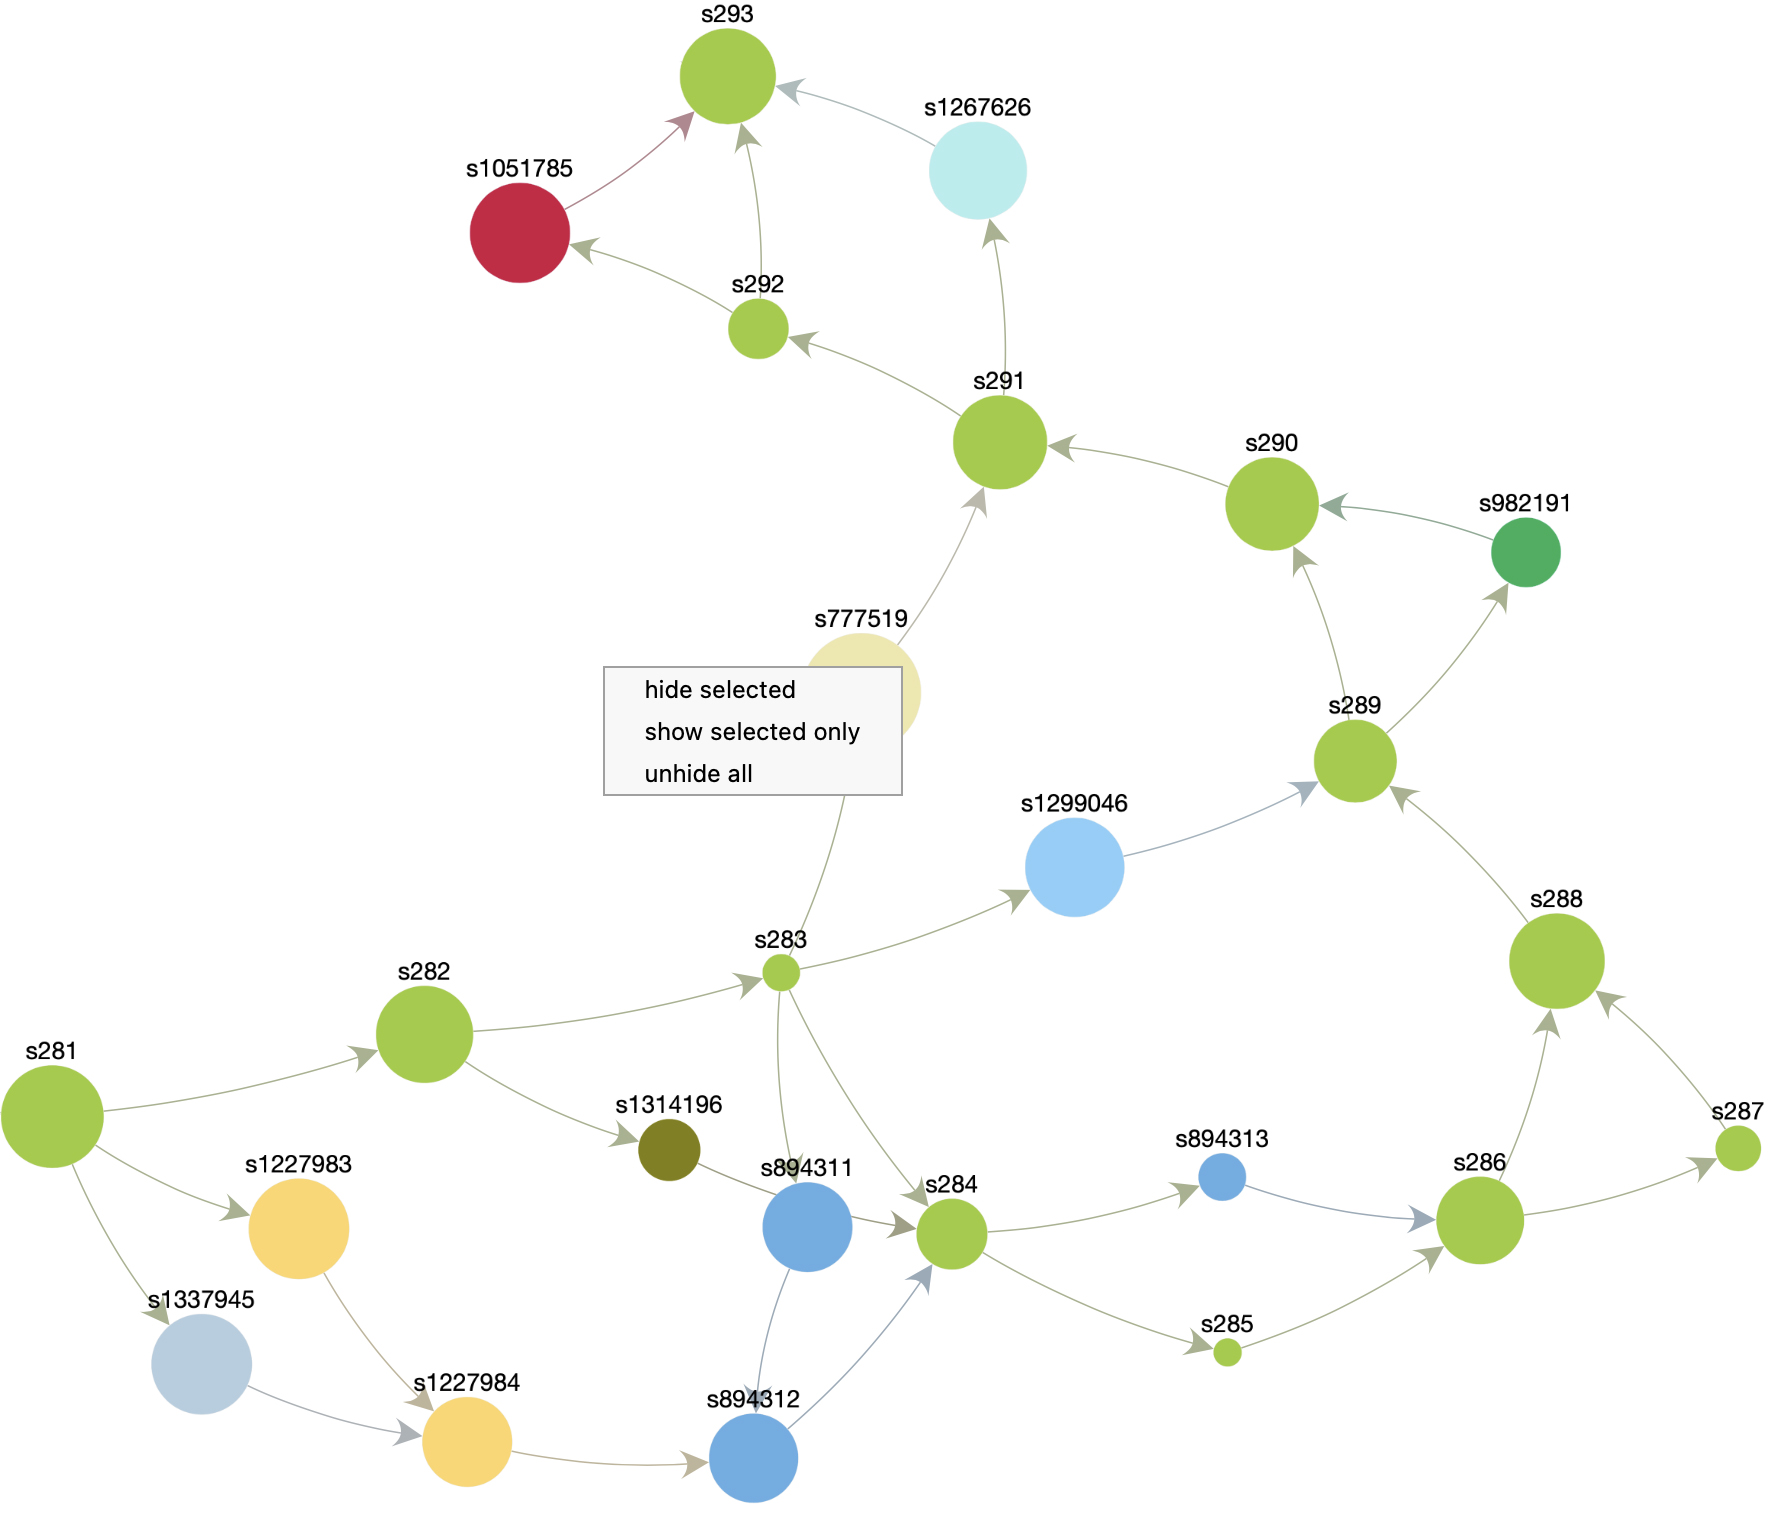 s293
s1267626
s1051785
s292
s291
s290
s982191
s777519
hide selected
show selected only
unhide all
s289
s1299046
s288
s283
s282
s281
s1314196
s287
s894313
s1227983
s894311
s286
s284
s1337945
s285
s1227984
s894312